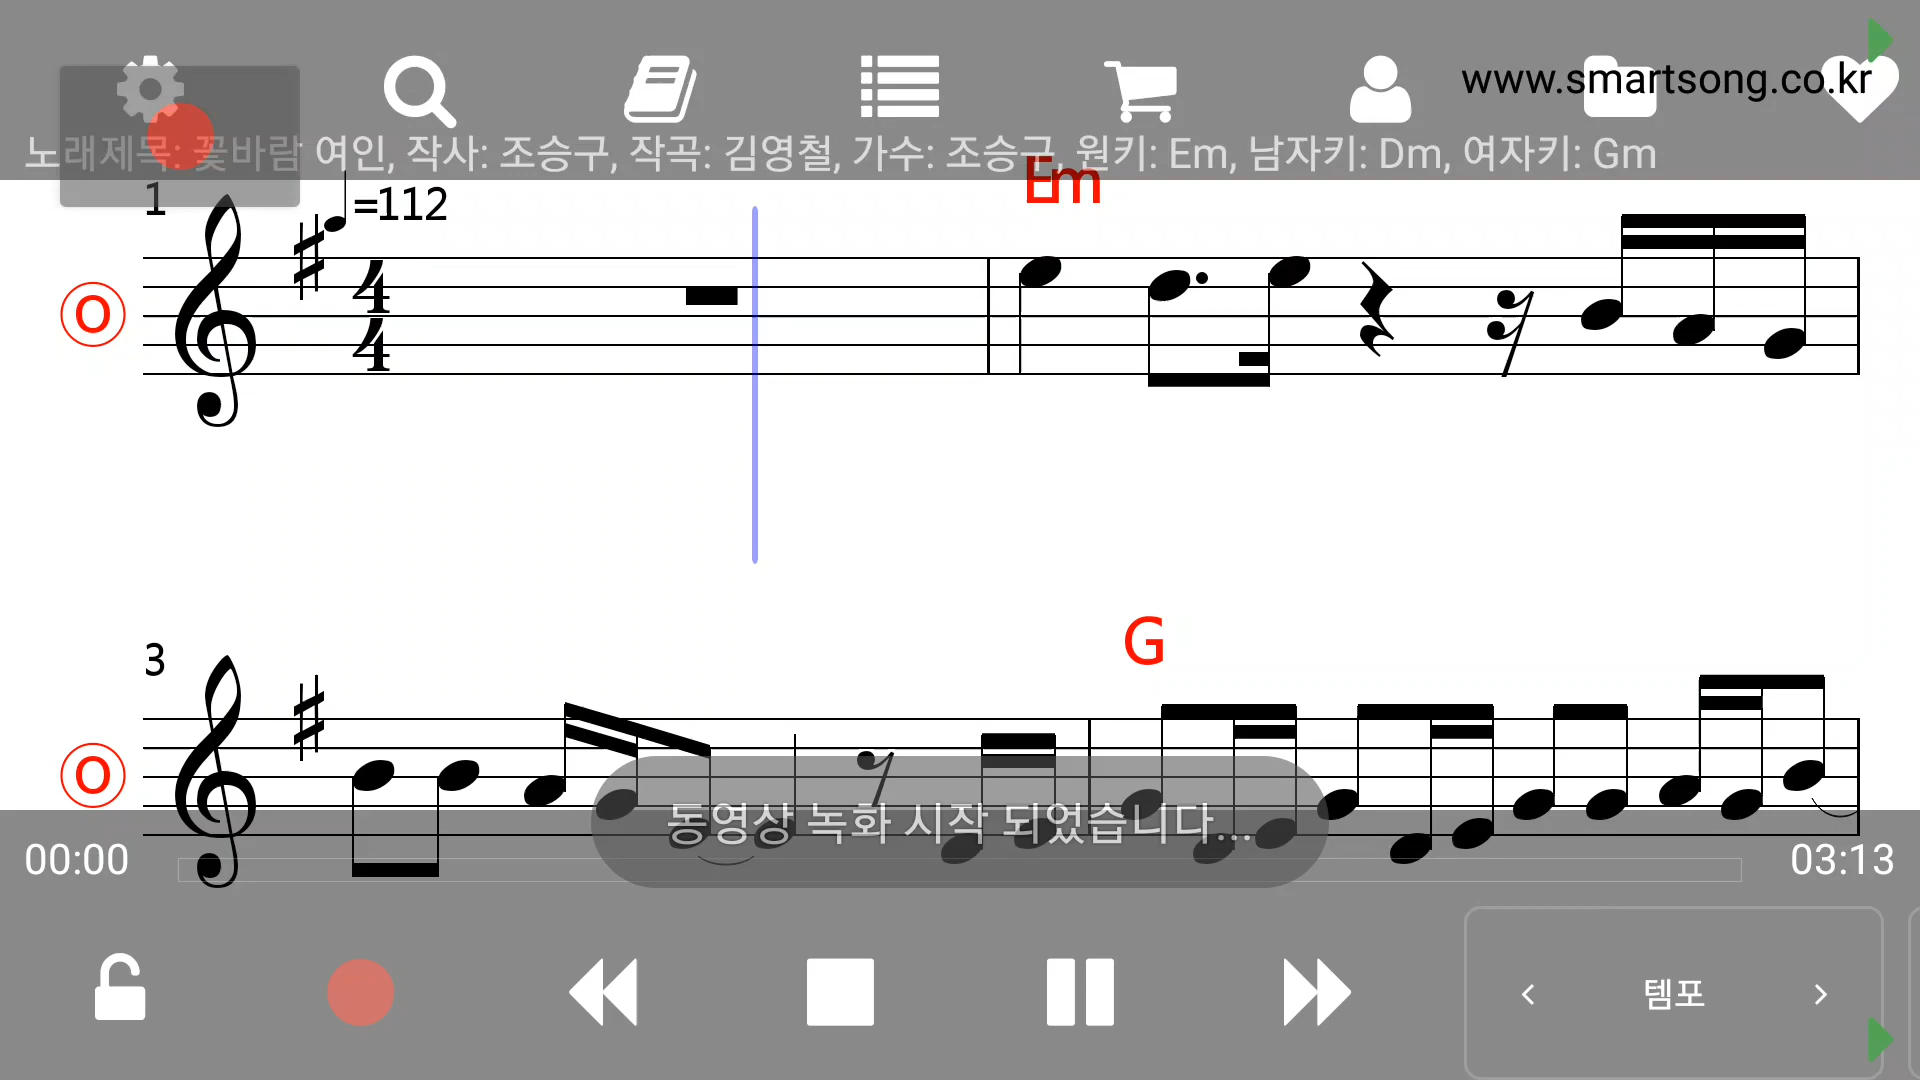 www.smartsong.co.kr
노래제목: 꽃바람 여인, 작사: 조승구, 작곡: 김영철, 가수: 조승구, 원키: Em, 남자키: Dm, 여자키: Gm
Em
1
=112
4
4
O
G
3
O
동영상 녹화 시작 되었습니다...
00:00
03:13
템포